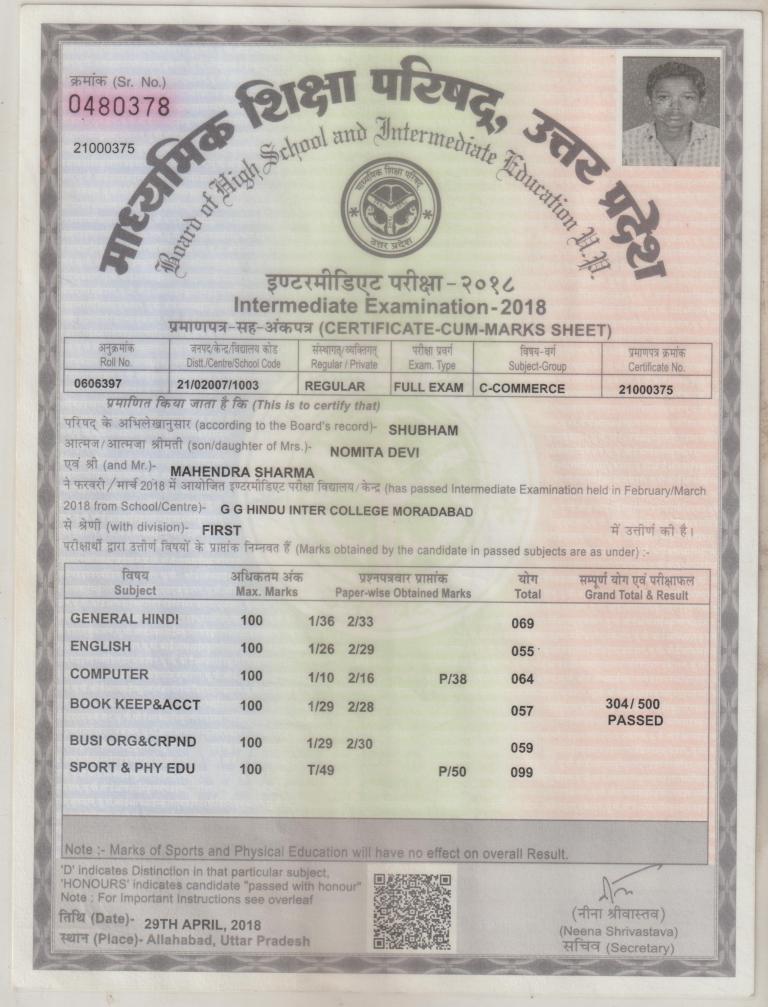 क्रमांक (Sr. No.)
0480378
21000375
माध्यमिक शिक्षा परिषद्, उत्तर प्रदेश
Board of High School and Intermediate Education U.P.
माध्यमिक शिक्षा परिषद्
उत्तर प्रदेश
इण्टरमीडिएट परीक्षा-२०१८
Intermediate Examination-2018
प्रमाणपत्र-सह-अंकपत्र (CERTIFICATE-CUM-MARKS SHEET)
अनुक्रमांक जनपद/केन्द्र/विद्यालय कोड संस्थागत/व्यक्तिगत् परीक्षा प्रवर्ग विषय-वर्ग प्रमाणपत्र क्रमांक
Roll No. Distt./Centre/School Code Regular / Private Exam. Type Subject-Group Certificate No.
0606397 21/02007/1003 REGULAR FULL EXAM C-COMMERCE 21000375
प्रमाणित किया जाता है कि (This is to certify that)
परिषद् के अभिलेखानुसार (according to the Board's record)- SHUBHAM
आत्मज/आत्मजा श्रीमती (son/daughter of Mrs.)- NOMITA DEVI
एवं श्री (and Mr.)- MAHENDRA SHARMA
ने फरवरी/मार्च 2018 में आयोजित इण्टरमीडिएट परीक्षा विद्यालय/केन्द्र (has passed Intermediate Examination held in February/March
2018 from School/Centre)- G G HINDU INTER COLLEGE MORADABAD
से श्रेणी (with division)- FIRST में उत्तीर्ण की है।
परीक्षार्थी द्वारा उत्तीर्ण विषयों के प्राप्तांक निम्नवत हैं (Marks obtained by the candidate in passed subjects are as under) :-
विषय अधिकतम अंक प्रश्नपत्रवार प्राप्तांक योग सम्पूर्ण योग एवं परीक्षाफल
Subject Max. Marks Paper-wise Obtained Marks Total Grand Total & Result
GENERAL HINDI 100 1/36 2/33 069
ENGLISH 100 1/26 2/29 055
COMPUTER 100 1/10 2/16 P/38 064
BOOK KEEP&ACCT 100 1/29 2/28 057 304/ 500
PASSED
BUSI ORG&CRPND 100 1/29 2/30 059
SPORT & PHY EDU 100 T/49 P/50 099
Note :- Marks of Sports and Physical Education will have no effect on overall Result.
'D' indicates Distinction in that particular subject,
'HONOURS' indicates candidate "passed with honour"
Note : For Important Instructions see overleaf
तिथि (Date)- 29TH APRIL, 2018
स्थान (Place)- Allahabad, Uttar Pradesh
(नीना श्रीवास्तव)
(Neena Shrivastava)
सचिव (Secretary)